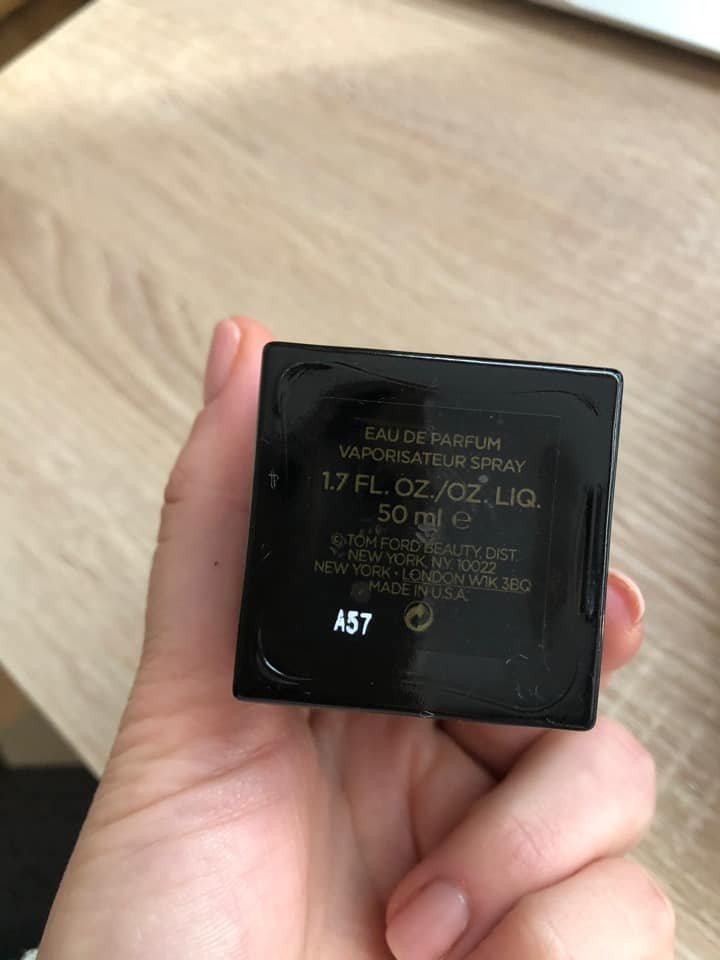 EAU DE PARFUM
VAPORISATEUR SPRAY
1.7 FL. OZ./OZ. LIQ.
50 ml ℮
© TOM FORD BEAUTY, DIST.
NEW YORK, NY 10022
NEW YORK · LONDON W1K 3BQ
MADE IN U.S.A.
A57